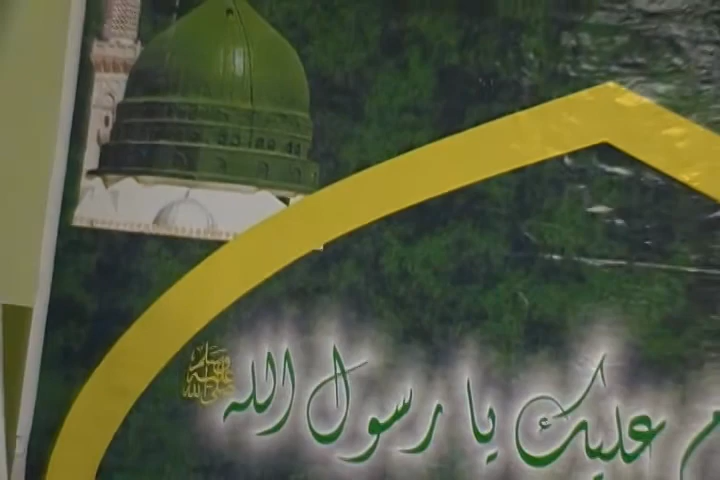 م عليك يا رسول الله ﷺ